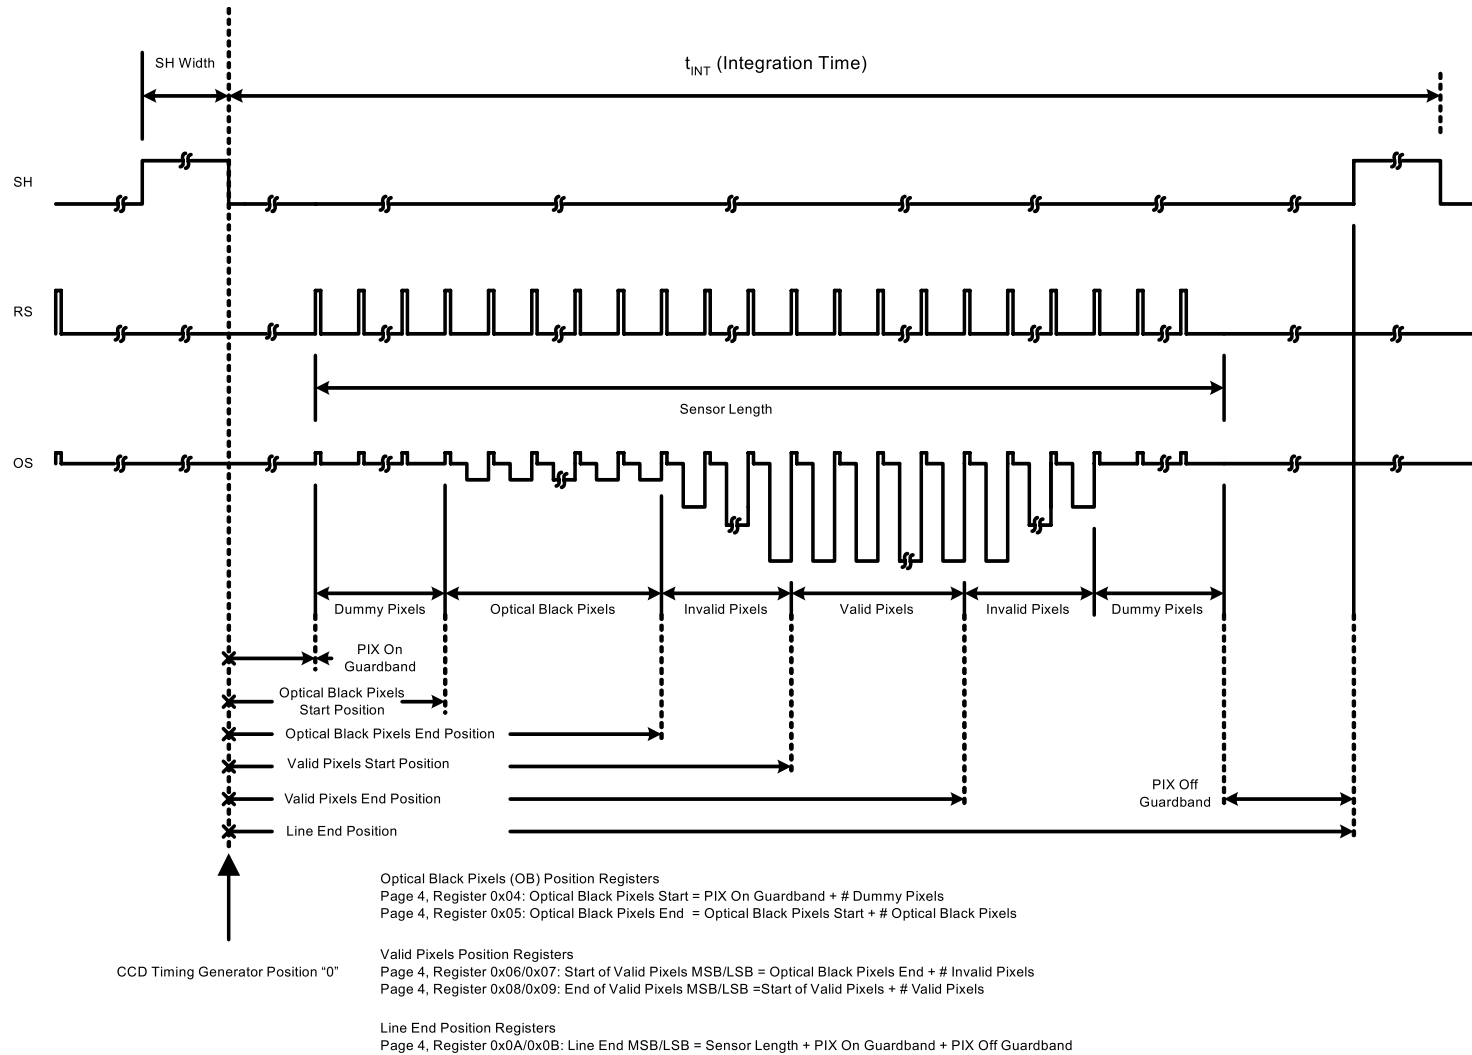 SH Width
tINT (Integration Time)
SH
RS
Sensor Length
OS
Dummy Pixels
Optical Black Pixels
Invalid Pixels
Valid Pixels
Invalid Pixels
Dummy Pixels
PIX On
Guardband
Optical Black Pixels
Start Position
Optical Black Pixels End Position
Valid Pixels Start Position
Valid Pixels End Position
PIX Off
Guardband
Line End Position
Optical Black Pixels (OB) Position Registers
Page 4, Register 0x04: Optical Black Pixels Start = PIX On Guardband + # Dummy Pixels
Page 4, Register 0x05: Optical Black Pixels End = Optical Black Pixels Start + # Optical Black Pixels
Valid Pixels Position Registers
CCD Timing Generator Position “0”
Page 4, Register 0x06/0x07: Start of Valid Pixels MSB/LSB = Optical Black Pixels End + # Invalid Pixels
Page 4, Register 0x08/0x09: End of Valid Pixels MSB/LSB =Start of Valid Pixels + # Valid Pixels
Line End Position Registers
Page 4, Register 0x0A/0x0B: Line End MSB/LSB = Sensor Length + PIX On Guardband + PIX Off Guardband